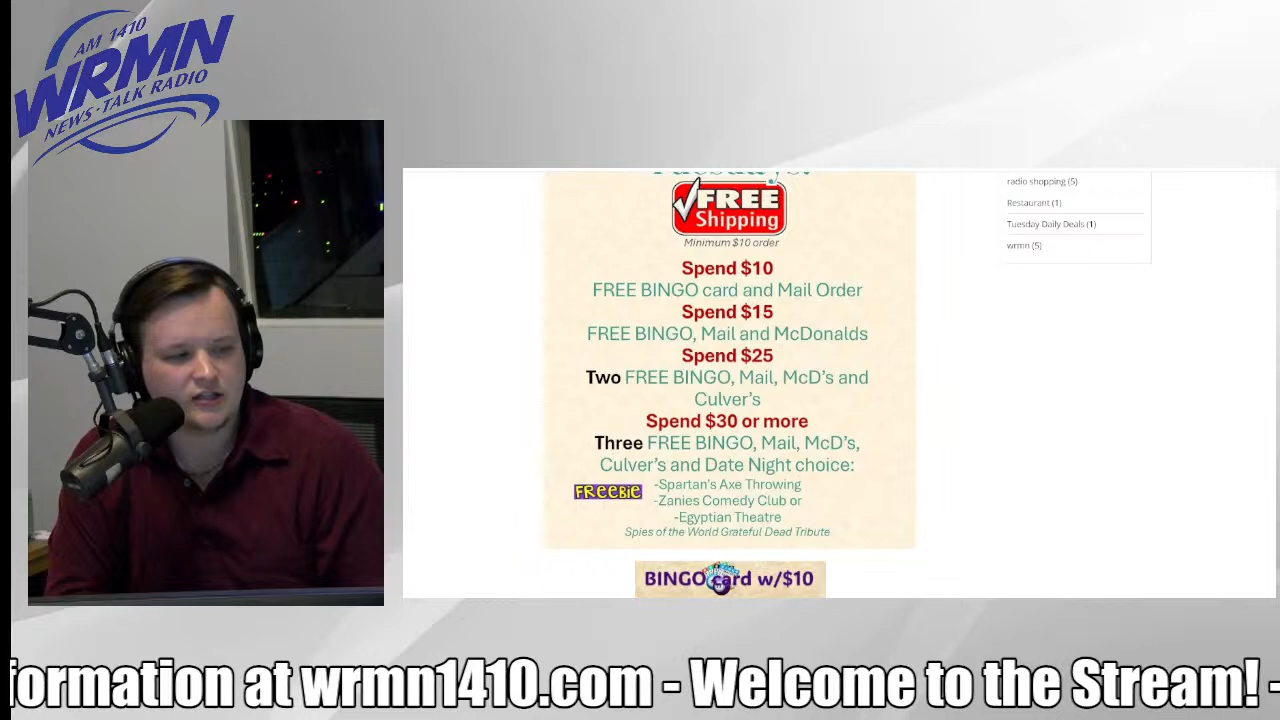 AM 1410
WRMN
NEWS·TALK RADIO
Tuesdays!
FREE
Shipping
Minimum $10 order
Spend $10
FREE BINGO card and Mail Order
Spend $15
FREE BINGO, Mail and McDonalds
Spend $25
Two FREE BINGO, Mail, McD's and
Culver's
Spend $30 or more
Three FREE BINGO, Mail, McD's,
Culver's and Date Night choice:
FREEBIE
-Spartan's Axe Throwing
-Zanies Comedy Club or
-Egyptian Theatre
Spies of the World Grateful Dead Tribute
BINGO card w/$10
radio shopping (5)
Restaurant (1)
Tuesday Daily Deals (1)
wrmn (5)
formation at wrmn1410.com - Welcome to the Stream! -